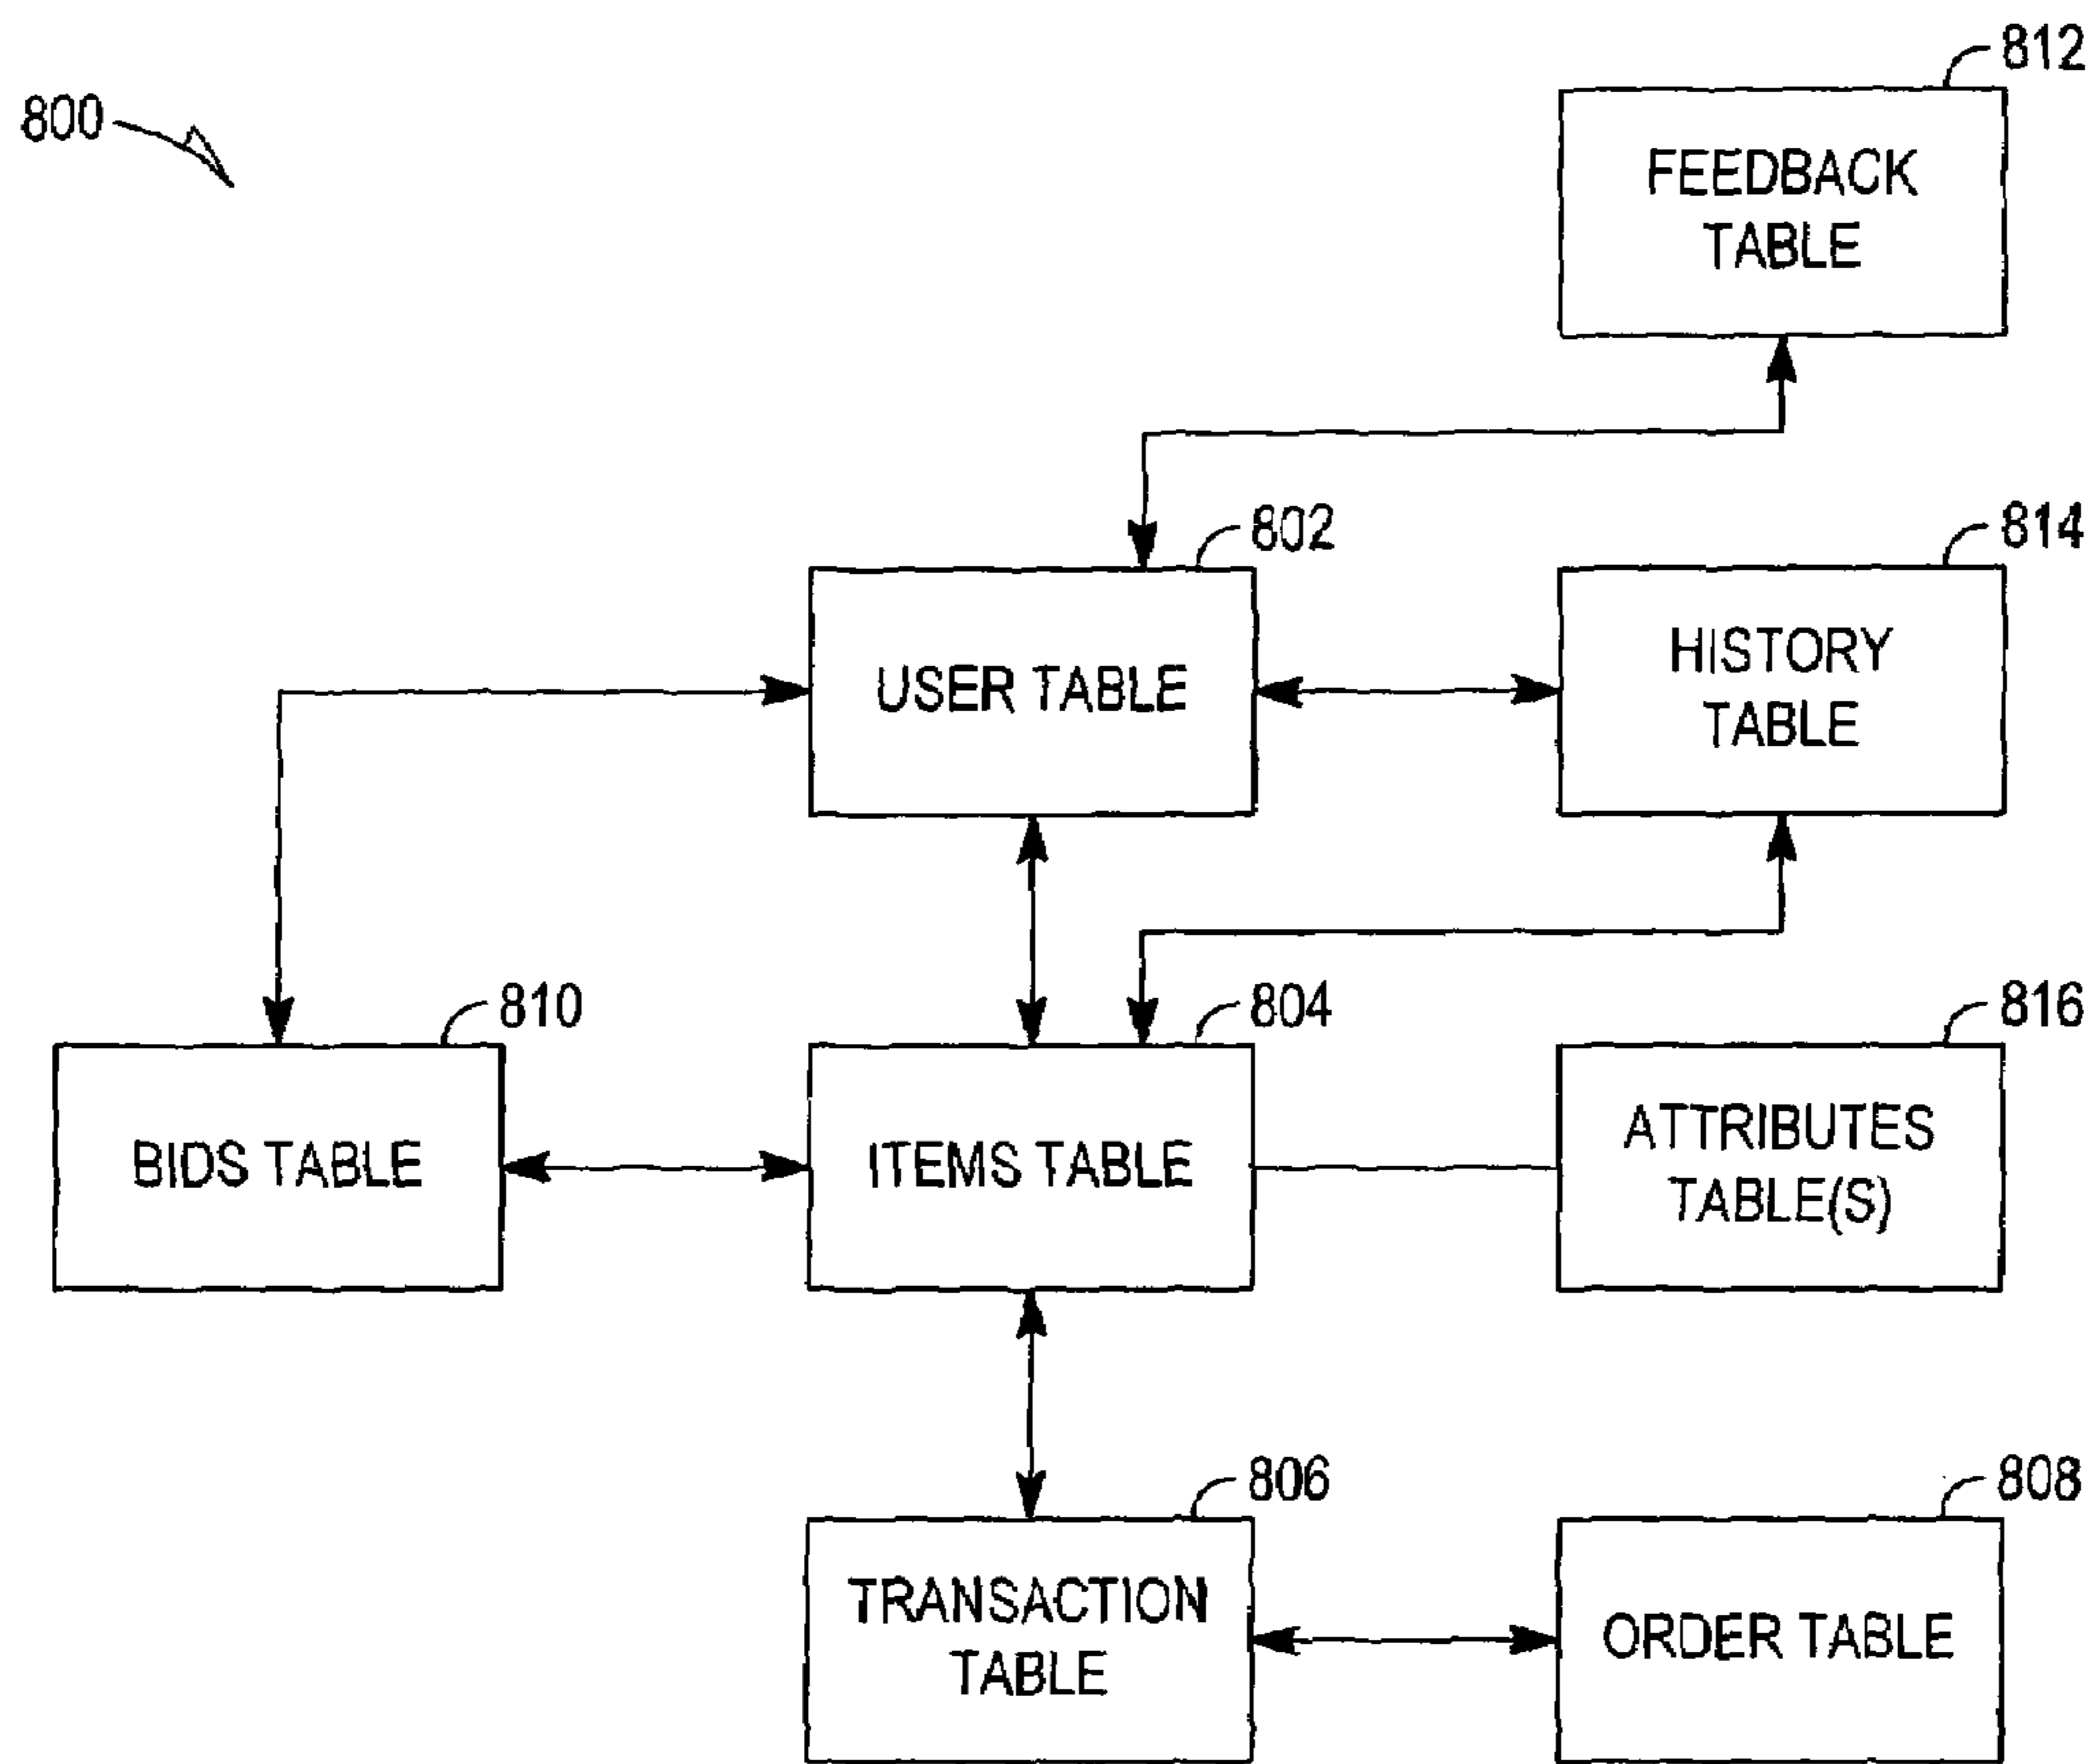 812
800
FEEDBACK
TABLE
802
814
USER TABLE
HISTORY
TABLE
810
804
816
BIDS TABLE
ITEMS TABLE
ATTRIBUTES
TABLE(S)
806
808
TRANSACTION
TABLE
ORDER TABLE